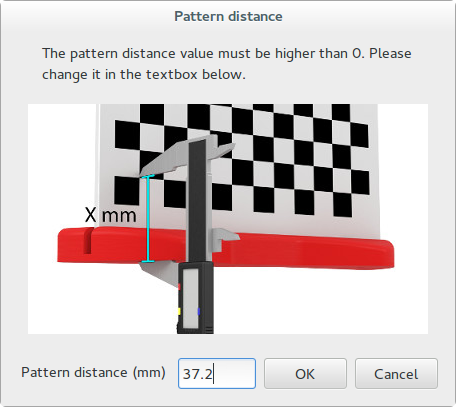 Pattern distance
The pattern distance value must be higher than 0. Please
change it in the textbox below.
X mm
Pattern distance (mm) 37.2 OK Cancel